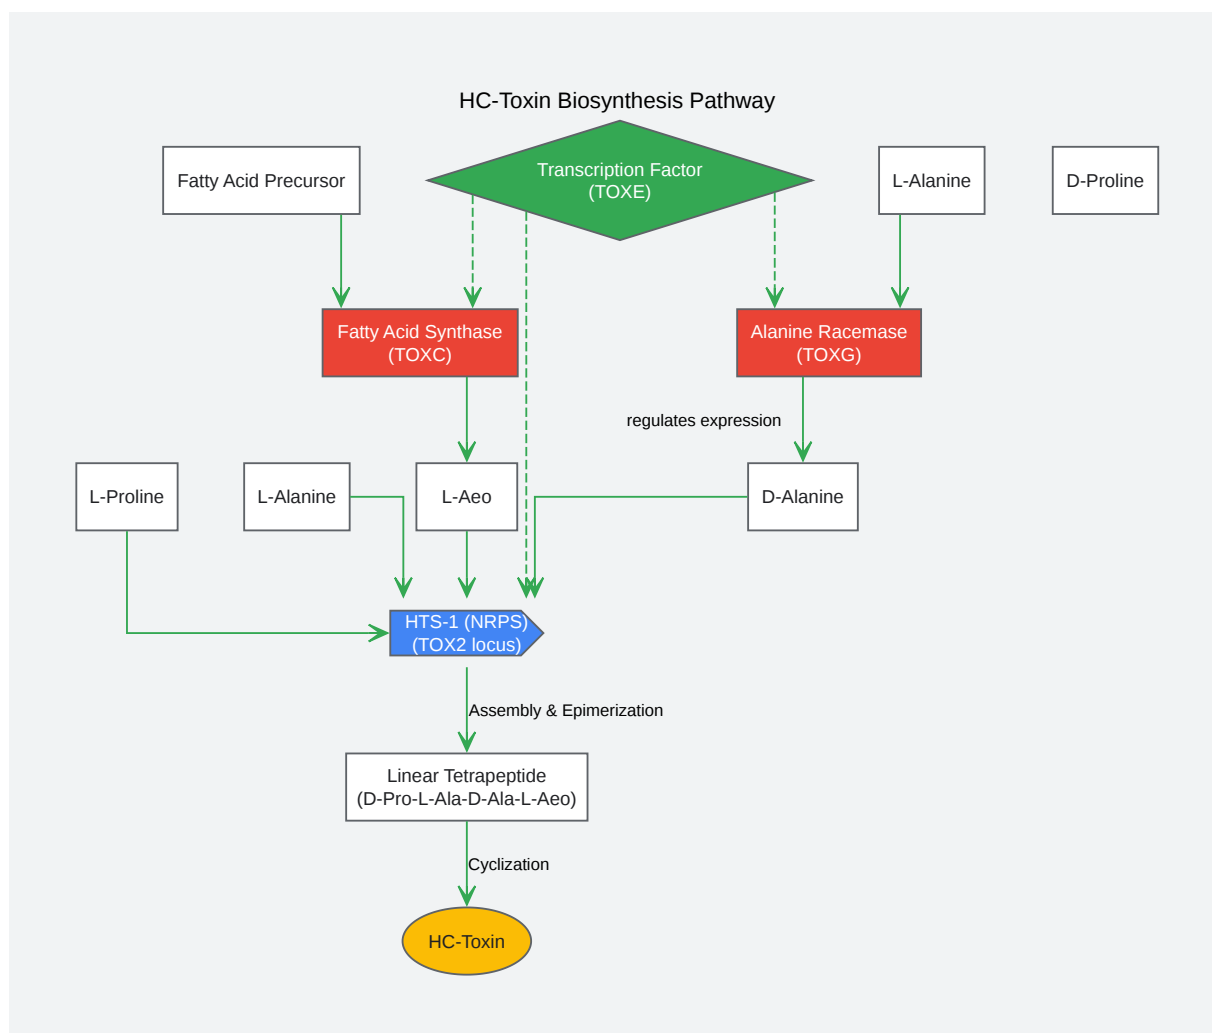 HC-Toxin Biosynthesis Pathway
Fatty Acid Precursor
Transcription Factor
(TOXE)
L-Alanine
D-Proline
Fatty Acid Synthase
(TOXC)
Alanine Racemase
(TOXG)
regulates expression
L-Proline
L-Alanine
L-Aeo
D-Alanine
HTS-1 (NRPS)
(TOX2 locus)
Assembly & Epimerization
Linear Tetrapeptide
(D-Pro-L-Ala-D-Ala-L-Aeo)
Cyclization
HC-Toxin